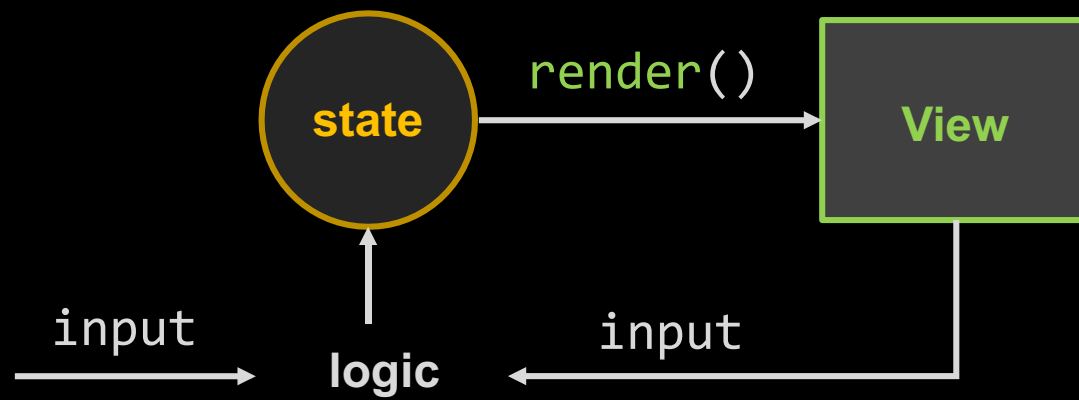 render()
state
View
input
input
logic